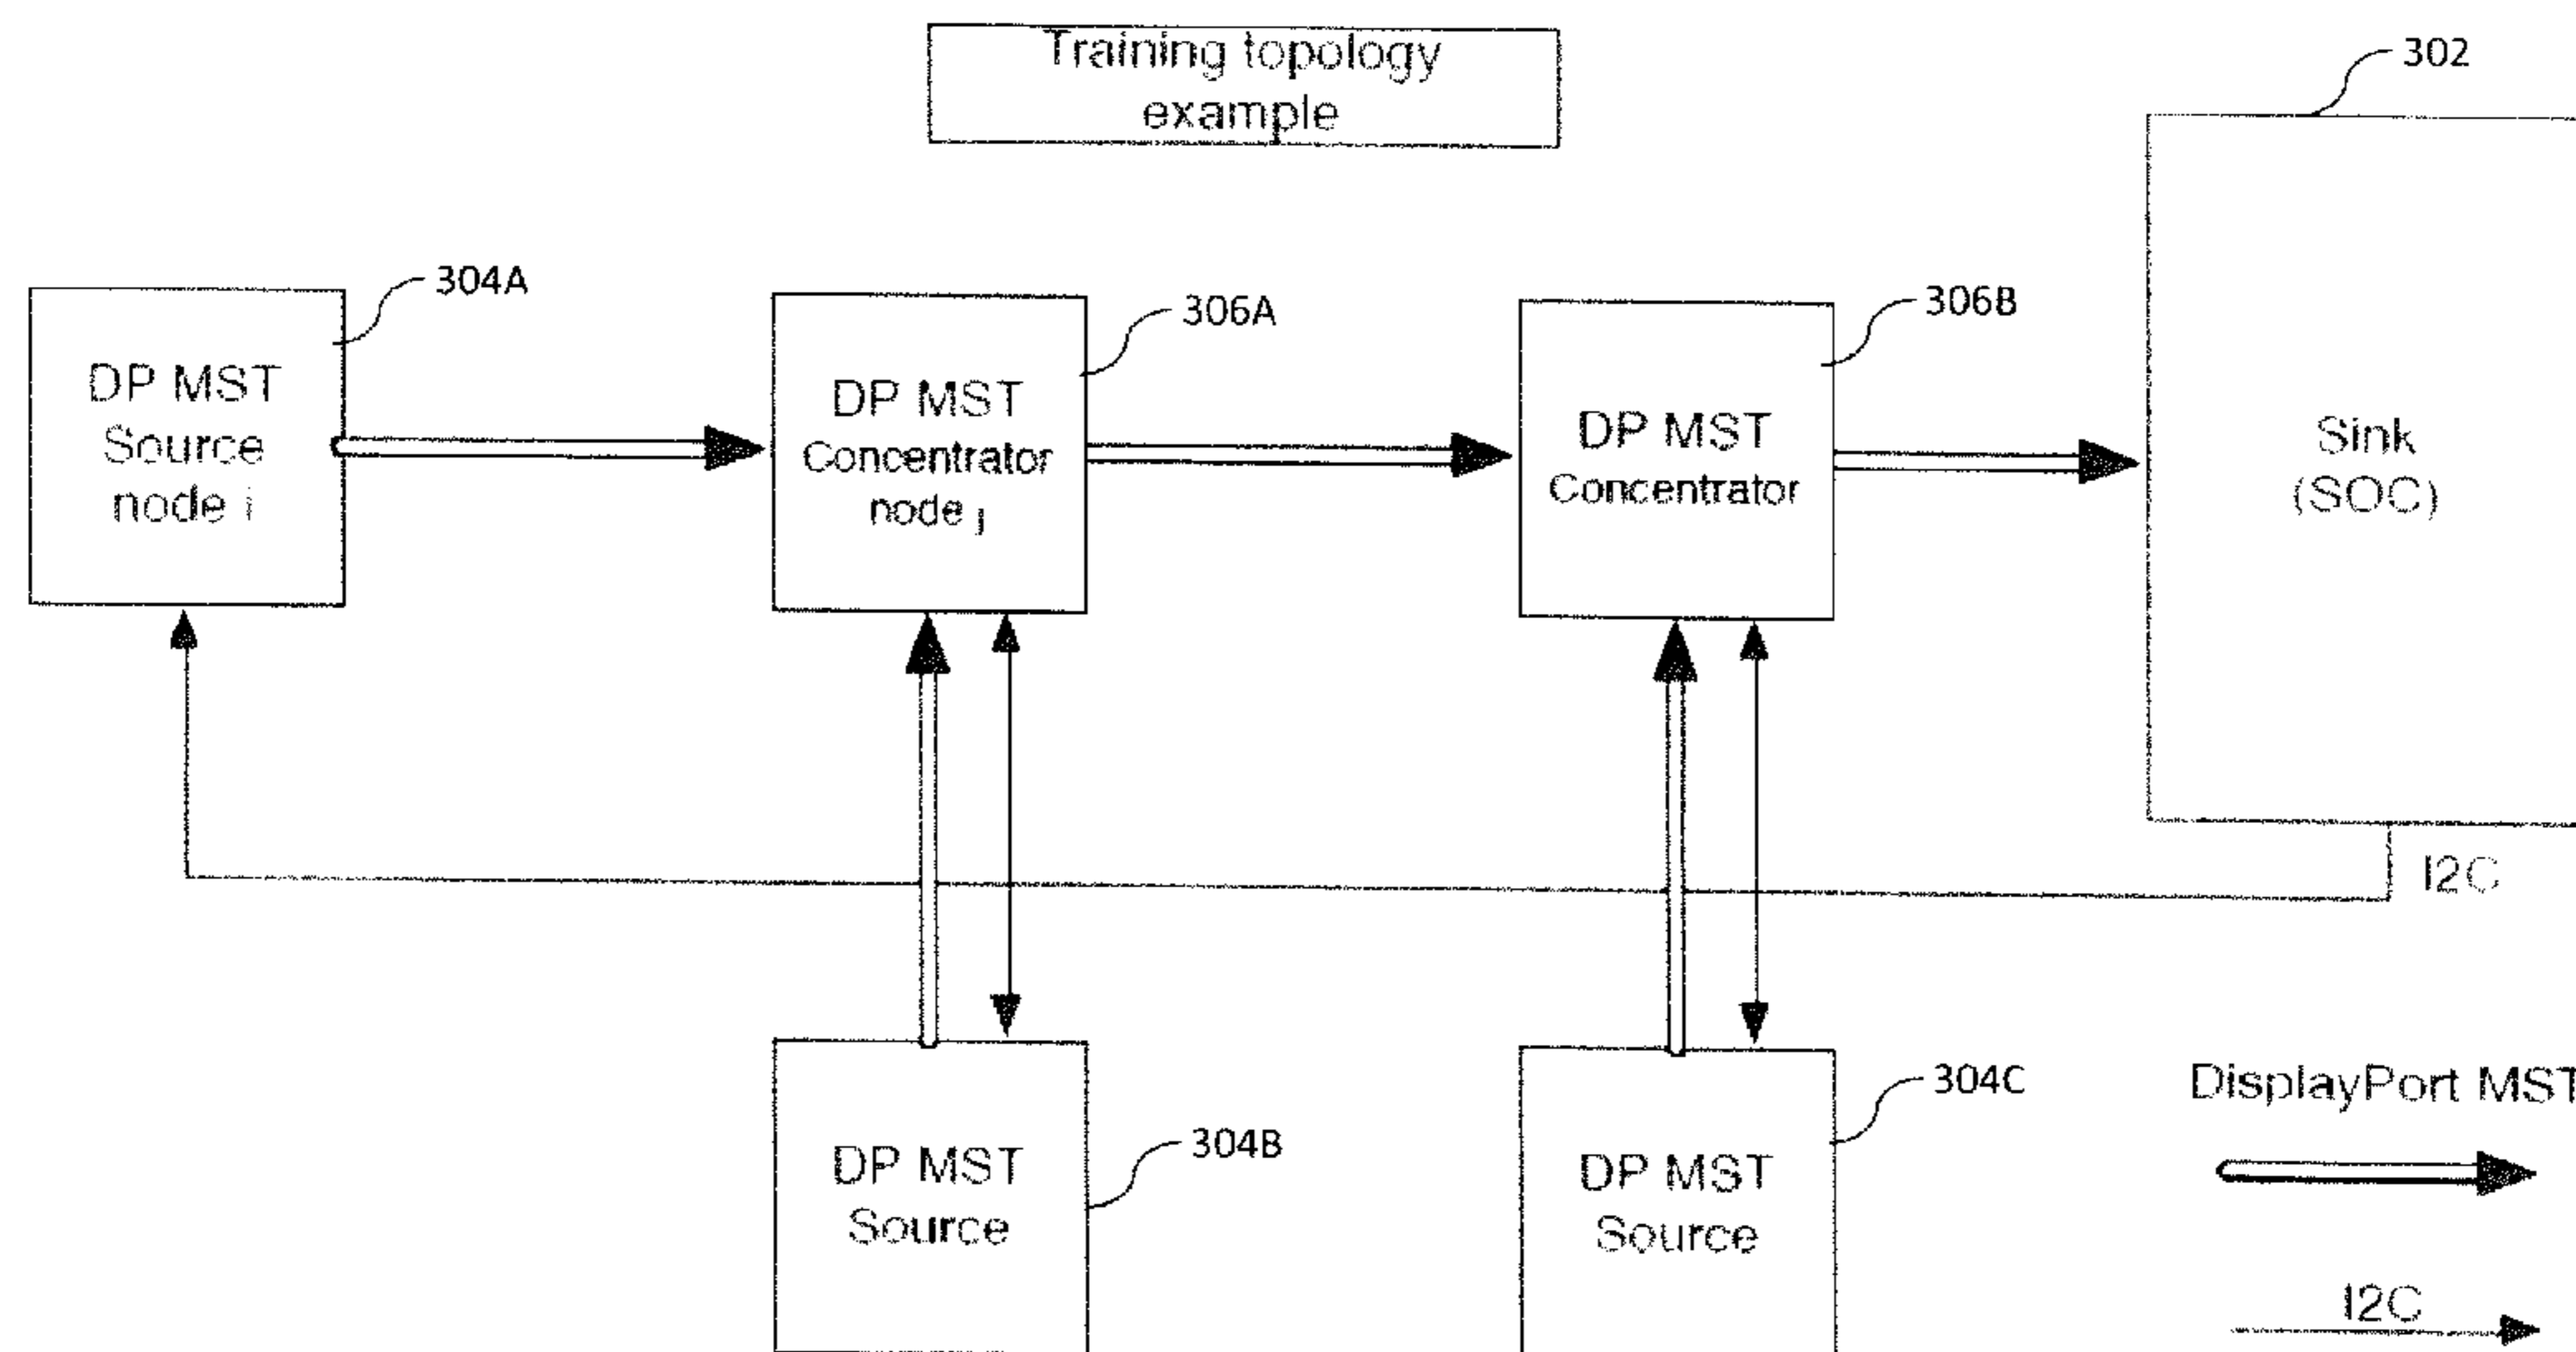 Training topology
example
302
304A
306A
306B
DP MST
Source
node i
DP MST
Concentrator
node j
DP MST
Concentrator
Sink
(SOC)
I2C
304B
304C
DP MST
Source
DP MST
Source
DisplayPort MST
I2C